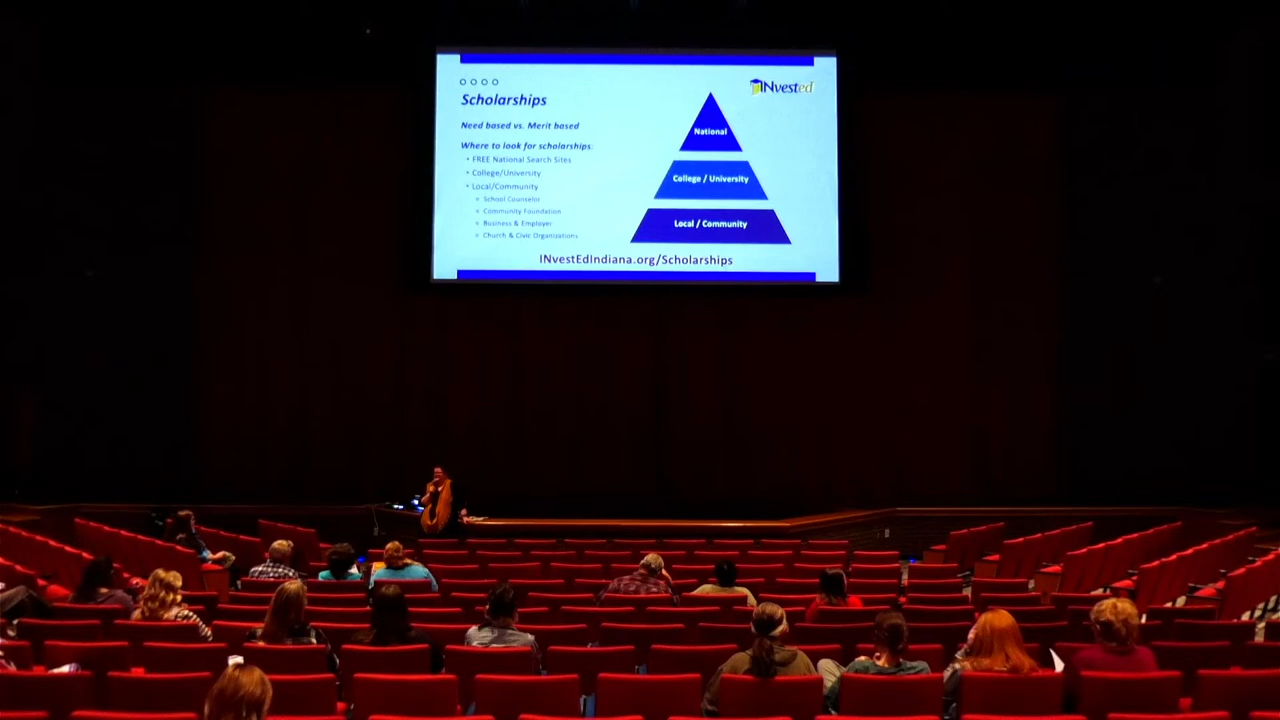 INvested
Scholarships
Need based vs. Merit based
Where to look for scholarships:
• FREE National Search Sites
• College/University
• Local/Community
School Counselor
Community Foundation
Business & Employer
Church & Civic Organizations
National
College / University
Local / Community
INvestEdIndiana.org/Scholarships